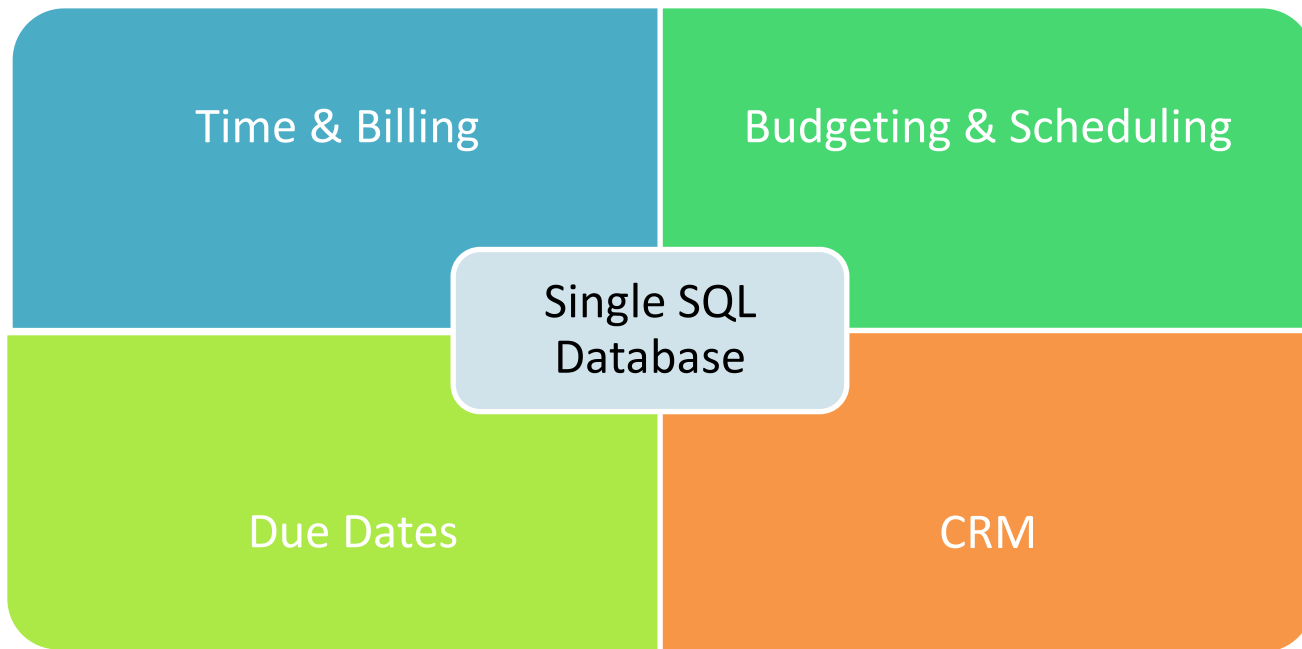 Time & Billing
Budgeting & Scheduling
Single SQL
Database
Due Dates
CRM